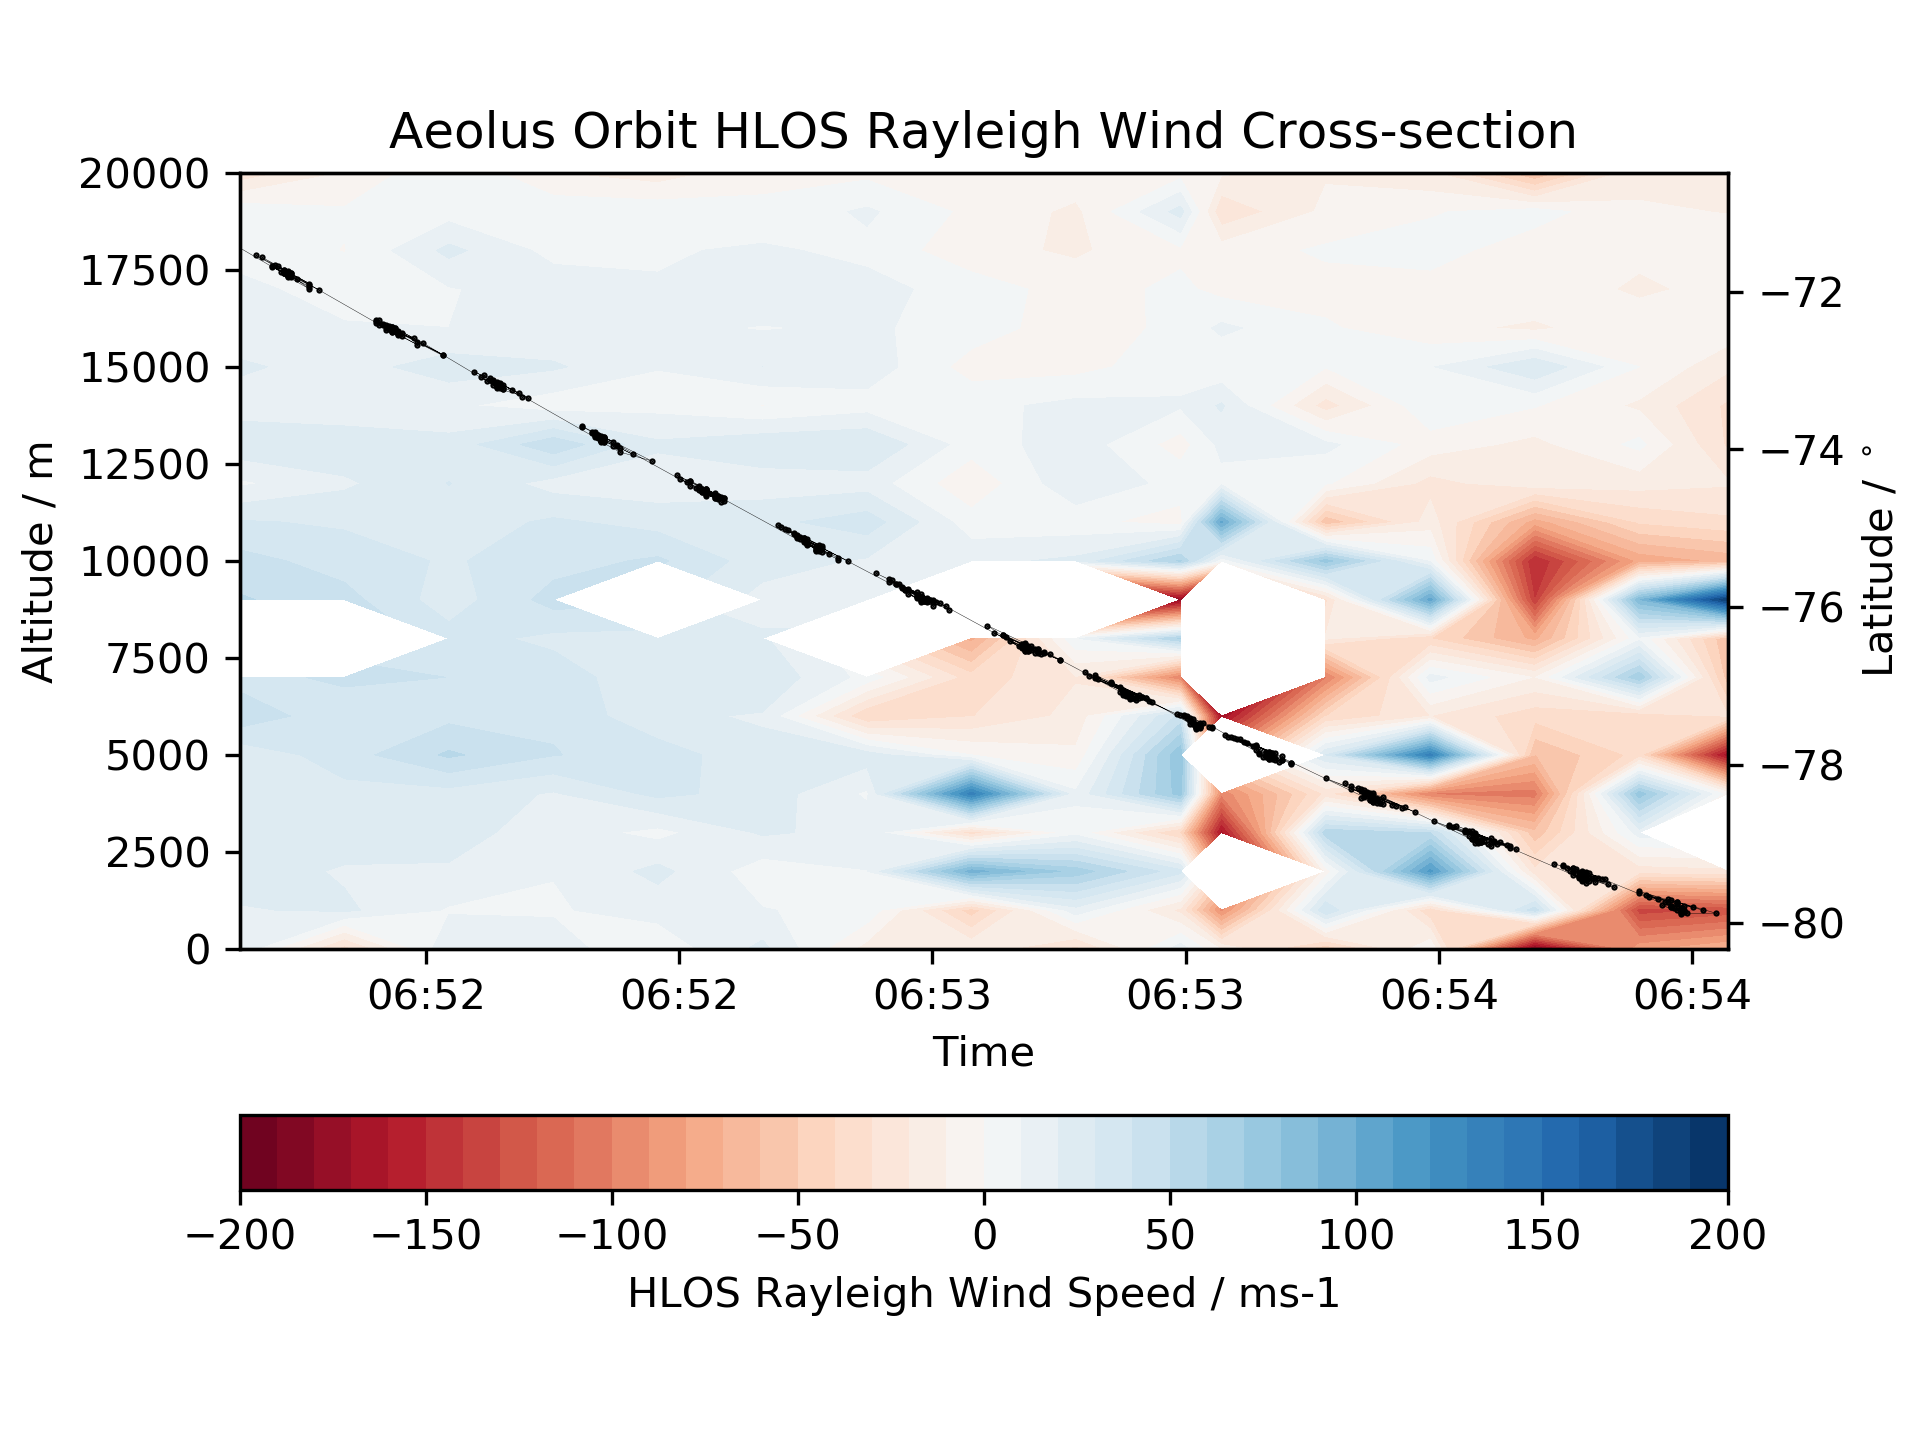 Aeolus Orbit HLOS Rayleigh Wind Cross-section
20000
17500
15000
12500
10000
7500
5000
2500
0
Altitude / m
−72
−74
−76
−78
−80
Latitude / °
06:52 06:52 06:53 06:53 06:54 06:54
Time
−200 −150 −100 −50 0 50 100 150 200
HLOS Rayleigh Wind Speed / ms-1